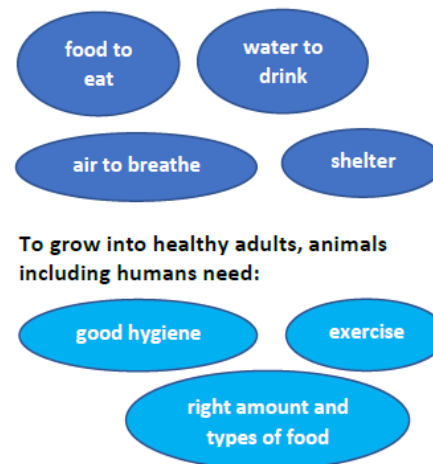 food to
eat
water to
drink
air to breathe
shelter
To grow into healthy adults, animals
including humans need:
good hygiene
exercise
right amount and
types of food